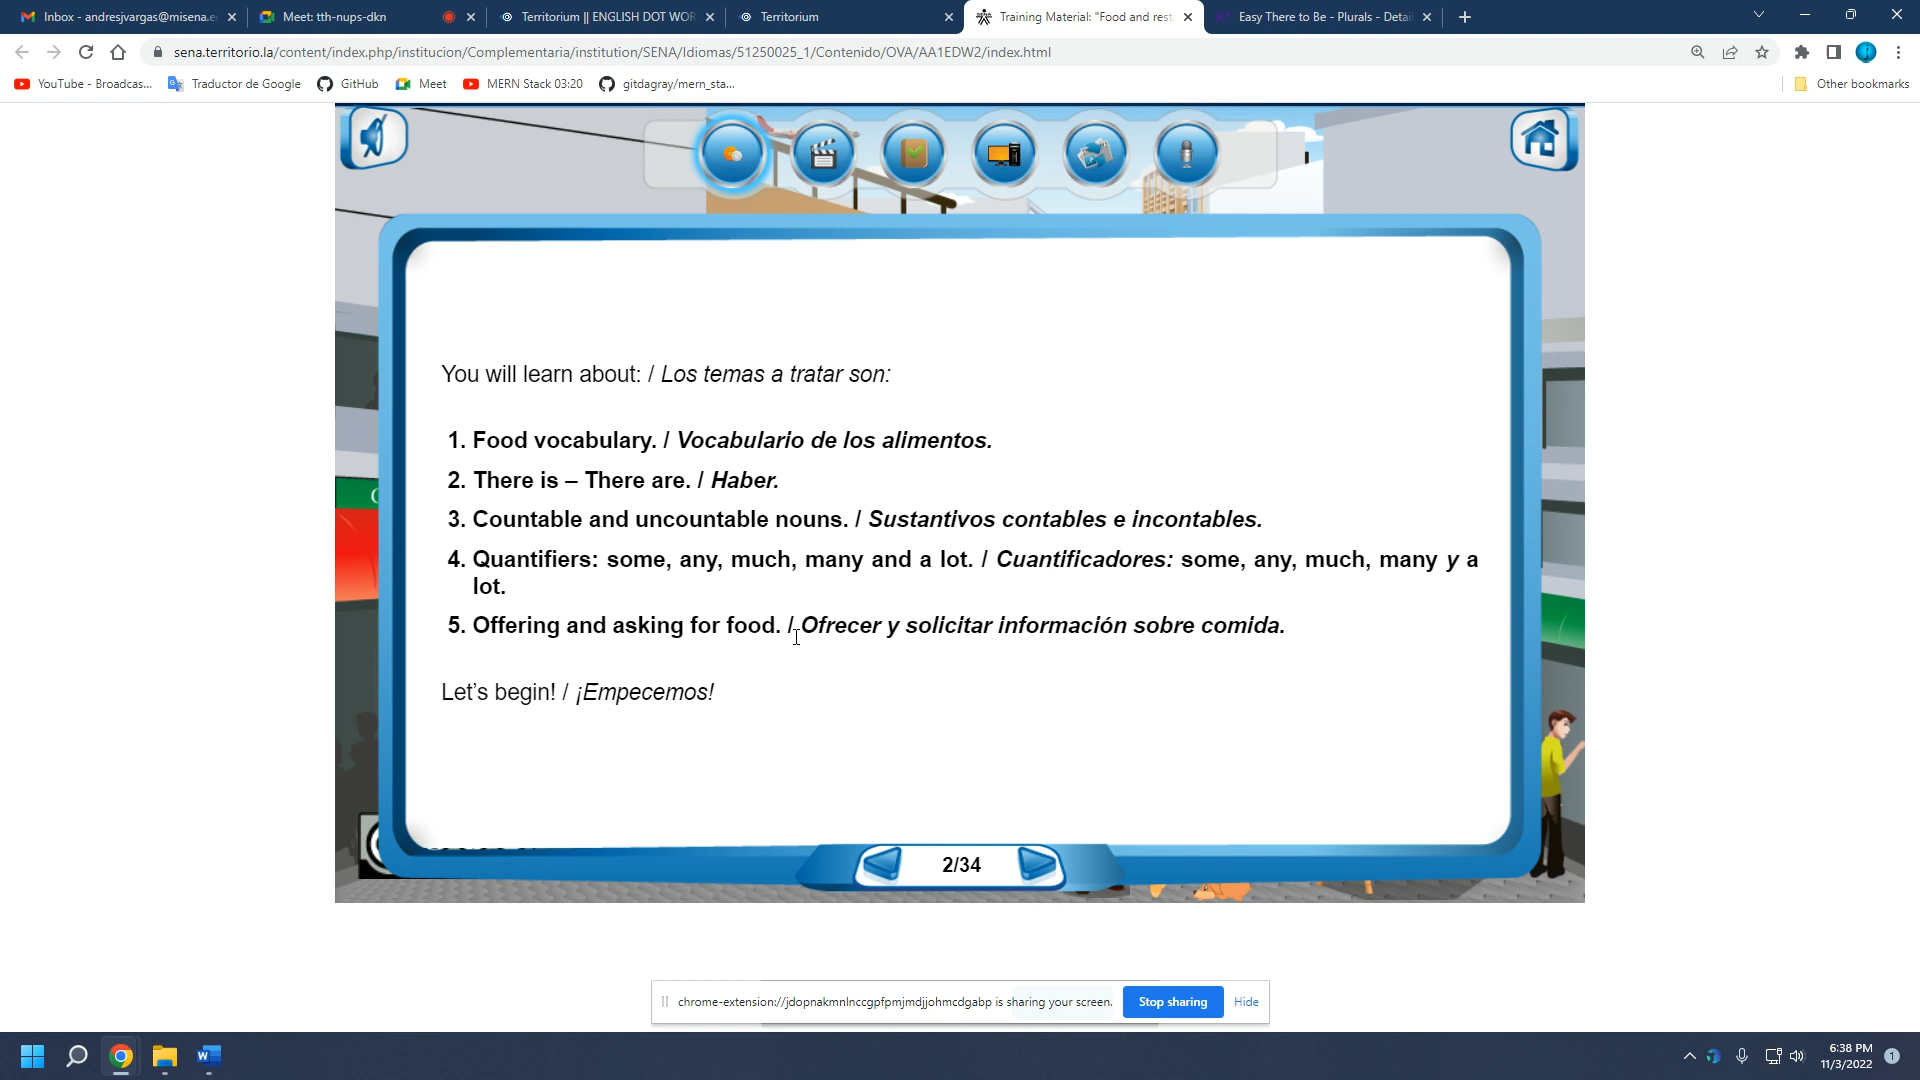 Inbox - andresjvargas@misena.e
Meet: tth-nups-dkn
Territorium || ENGLISH DOT WOR
Territorium
Training Material: "Food and rest
Easy There to Be - Plurals - Detail
sena.territorio.la/content/index.php/institucion/Complementaria/institution/SENA/Idiomas/51250025_1/Contenido/OVA/AA1EDW2/index.html
YouTube - Broadcas...
Traductor de Google
GitHub
Meet
MERN Stack 03:20
gitdagray/mern_sta...
Other bookmarks
You will learn about: / Los temas a tratar son:
1. Food vocabulary. / Vocabulario de los alimentos.
2. There is – There are. / Haber.
3. Countable and uncountable nouns. / Sustantivos contables e incontables.
4. Quantifiers: some, any, much, many and a lot. / Cuantificadores: some, any, much, many y a
lot.
5. Offering and asking for food. / Ofrecer y solicitar información sobre comida.
Let's begin! / ¡Empecemos!
2/34
chrome-extension://jdopnakmnlnccgpfpmjmdjjohmcdgabp is sharing your screen.
Stop sharing
Hide
6:38 PM
11/3/2022
1